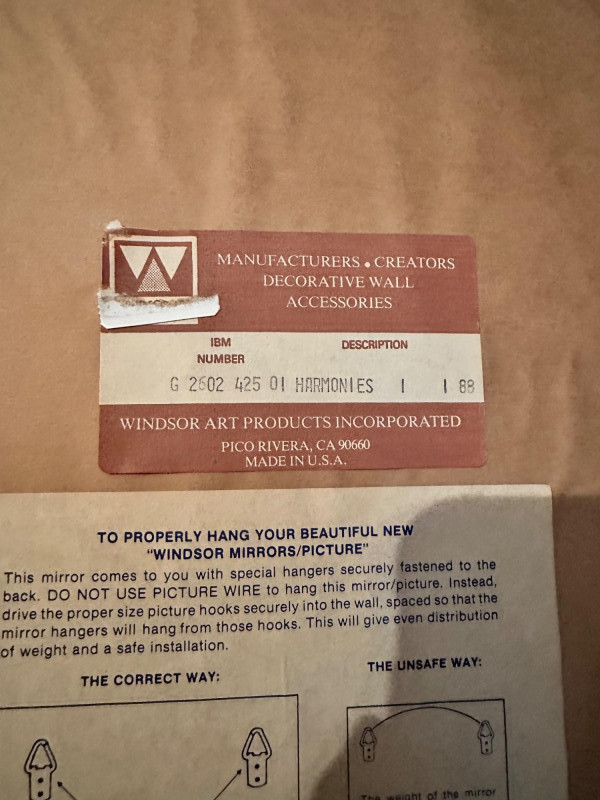 MANUFACTURERS • CREATORS
DECORATIVE WALL
ACCESSORIES
IBM
NUMBER
DESCRIPTION
G 2602 425 01 HARMONIES 1 1 88
WINDSOR ART PRODUCTS INCORPORATED
PICO RIVERA, CA 90660
MADE IN U.S.A.
TO PROPERLY HANG YOUR BEAUTIFUL NEW
"WINDSOR MIRRORS/PICTURE"
This mirror comes to you with special hangers securely fastened to the
back. DO NOT USE PICTURE WIRE to hang this mirror/picture. Instead,
drive the proper size picture hooks securely into the wall, spaced so that the
mirror hangers will hang from those hooks. This will give even distribution
of weight and a safe installation.
THE CORRECT WAY:
THE UNSAFE WAY:
The weight of the mirror